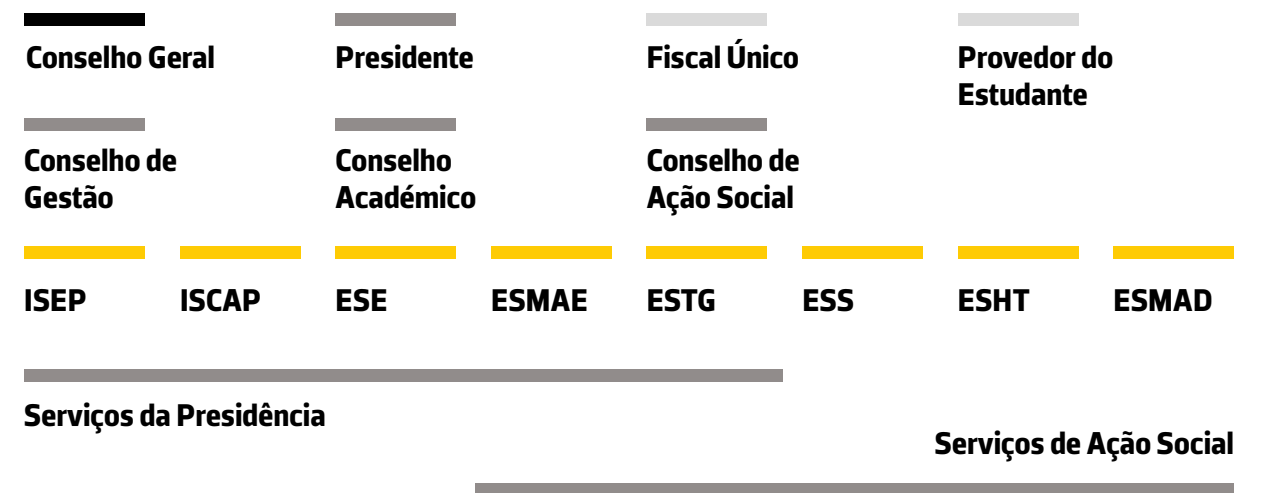 Conselho Geral
Presidente
Fiscal Único
Provedor do
Estudante
Conselho de
Gestão
Conselho
Académico
Conselho de
Ação Social
ISEP
ISCAP
ESE
ESMAE
ESTG
ESS
ESHT
ESMAD
Serviços da Presidência
Serviços de Ação Social